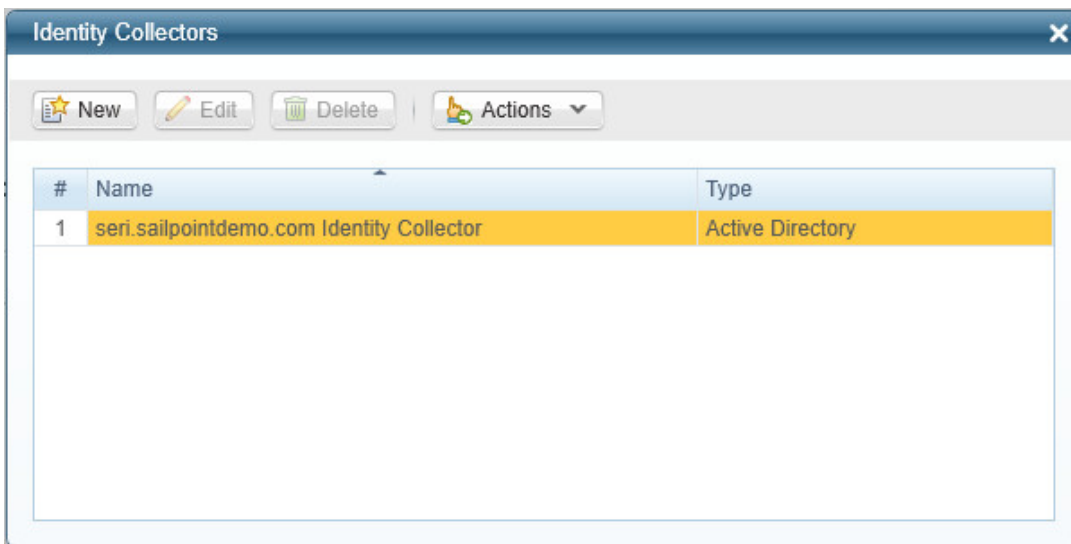 Identity Collectors
New Edit Delete Actions
# Name Type
1 seri.sailpointdemo.com Identity Collector Active Directory